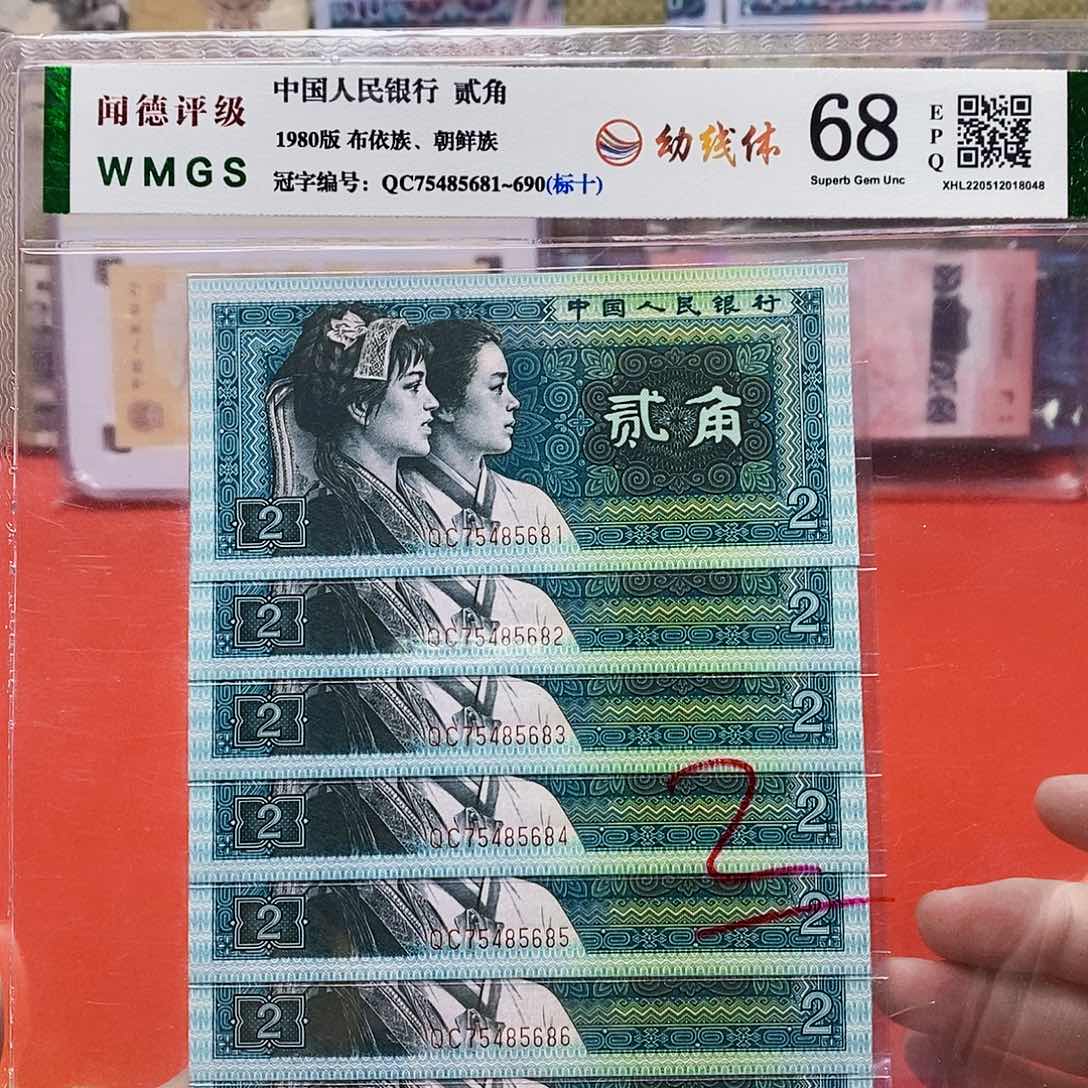 闻德评级
WMGS
中国人民银行 贰角
1980版 布依族、朝鲜族
冠字编号：QC75485681~690(标十)
幼线体
68
Superb Gem Unc
EPQ
XHL220512018048
中国人民银行
贰角
2
QC75485681
2
2
QC75485682
2
2
QC75485683
2
2
QC75485684
2
2
2
QC75485685
2
2
QC75485686
2